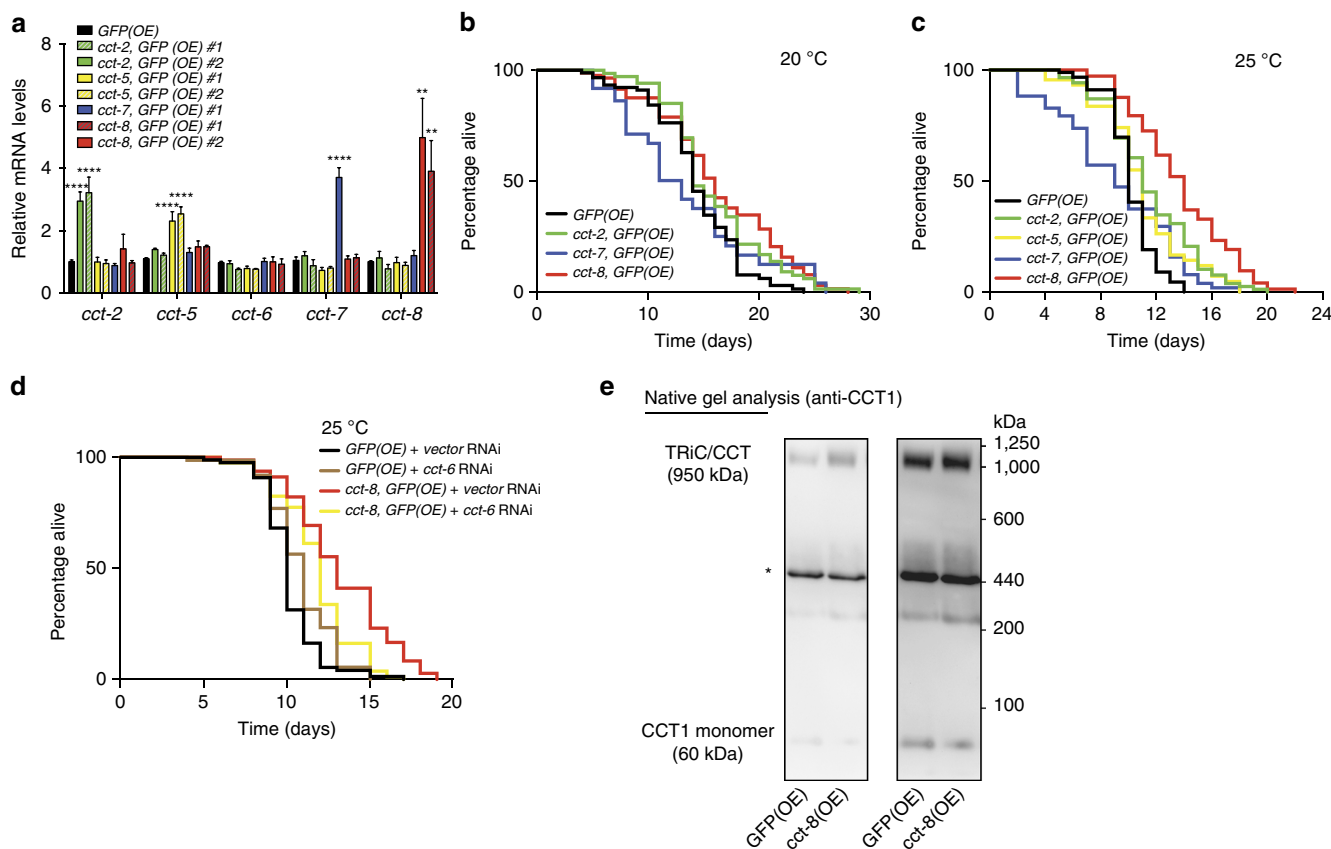 a
GFP(OE)
cct-2, GFP (OE) #1
cct-2, GFP (OE) #2
cct-5, GFP (OE) #1
cct-5, GFP (OE) #2
cct-7, GFP (OE) #1
cct-8, GFP (OE) #1
cct-8, GFP (OE) #2
Relative mRNA levels
8
6
4
2
0
****
****
****
****
****
**
**
cct-2
cct-5
cct-6
cct-7
cct-8
b
20 °C
Percentage alive
100
50
0
GFP(OE)
cct-2, GFP(OE)
cct-7, GFP(OE)
cct-8, GFP(OE)
0 10 20 30
Time (days)
c
25 °C
Percentage alive
100
50
0
GFP(OE)
cct-2, GFP(OE)
cct-5, GFP(OE)
cct-7, GFP(OE)
cct-8, GFP(OE)
0 4 8 12 16 20 24
Time (days)
d
25 °C
GFP(OE) + vector RNAi
GFP(OE) + cct-6 RNAi
cct-8, GFP(OE) + vector RNAi
cct-8, GFP(OE) + cct-6 RNAi
Percentage alive
100
50
0
0 5 10 15 20
Time (days)
e
Native gel analysis (anti-CCT1)
TRiC/CCT
(950 kDa)
*
CCT1 monomer
(60 kDa)
kDa
1,250
1,000
600
440
200
100
GFP(OE)
cct-8(OE)
GFP(OE)
cct-8(OE)